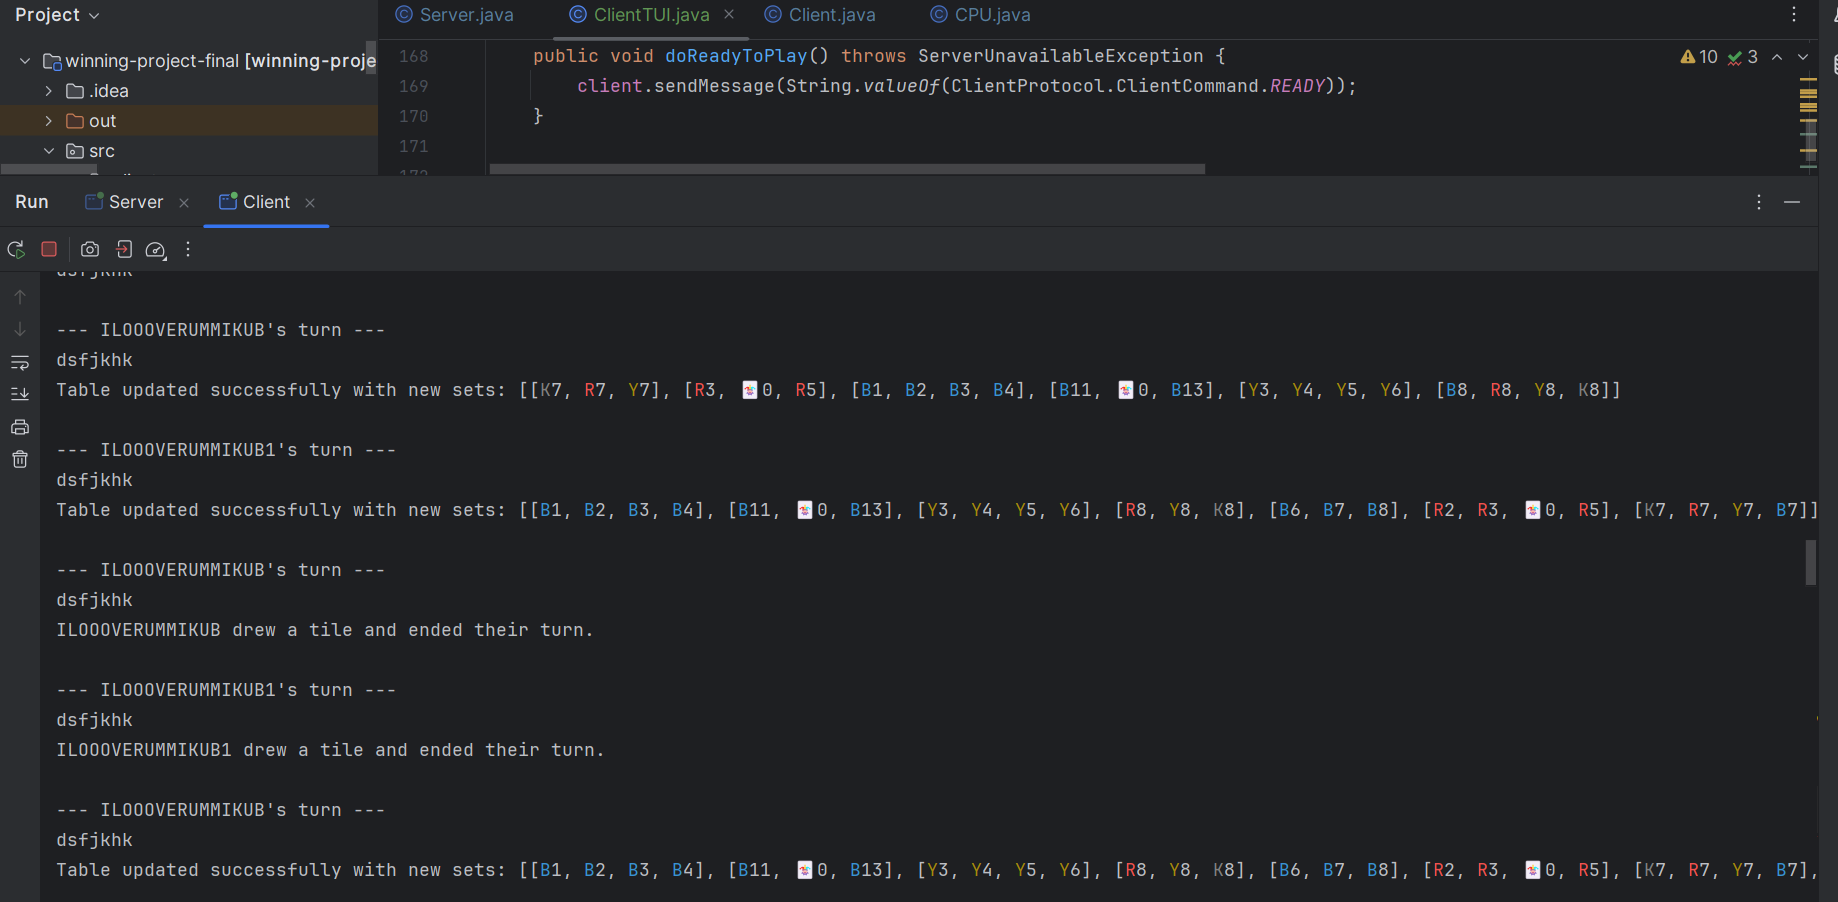 Project
Server.java ClientTUI.java Client.java CPU.java
winning-project-final [winning-proje
.idea
out
src
168 public void doReadyToPlay() throws ServerUnavailableException {
169 client.sendMessage(String.valueOf(ClientProtocol.ClientCommand.READY));
170 }
171
10 3
Run Server Client
dsfjkhk
--- ILOOOVERUMMIKUB's turn ---
dsfjkhk
Table updated successfully with new sets: [[K7, R7, Y7], [R3, 🃏0, R5], [B1, B2, B3, B4], [B11, 🃏0, B13], [Y3, Y4, Y5, Y6], [B8, R8, Y8, K8]]
--- ILOOOVERUMMIKUB1's turn ---
dsfjkhk
Table updated successfully with new sets: [[B1, B2, B3, B4], [B11, 🃏0, B13], [Y3, Y4, Y5, Y6], [R8, Y8, K8], [B6, B7, B8], [R2, R3, 🃏0, R5], [K7, R7, Y7, B7]]
--- ILOOOVERUMMIKUB's turn ---
dsfjkhk
ILOOOVERUMMIKUB drew a tile and ended their turn.
--- ILOOOVERUMMIKUB1's turn ---
dsfjkhk
ILOOOVERUMMIKUB1 drew a tile and ended their turn.
--- ILOOOVERUMMIKUB's turn ---
dsfjkhk
Table updated successfully with new sets: [[B1, B2, B3, B4], [B11, 🃏0, B13], [Y3, Y4, Y5, Y6], [R8, Y8, K8], [B6, B7, B8], [R2, R3, 🃏0, R5], [K7, R7, Y7, B7],